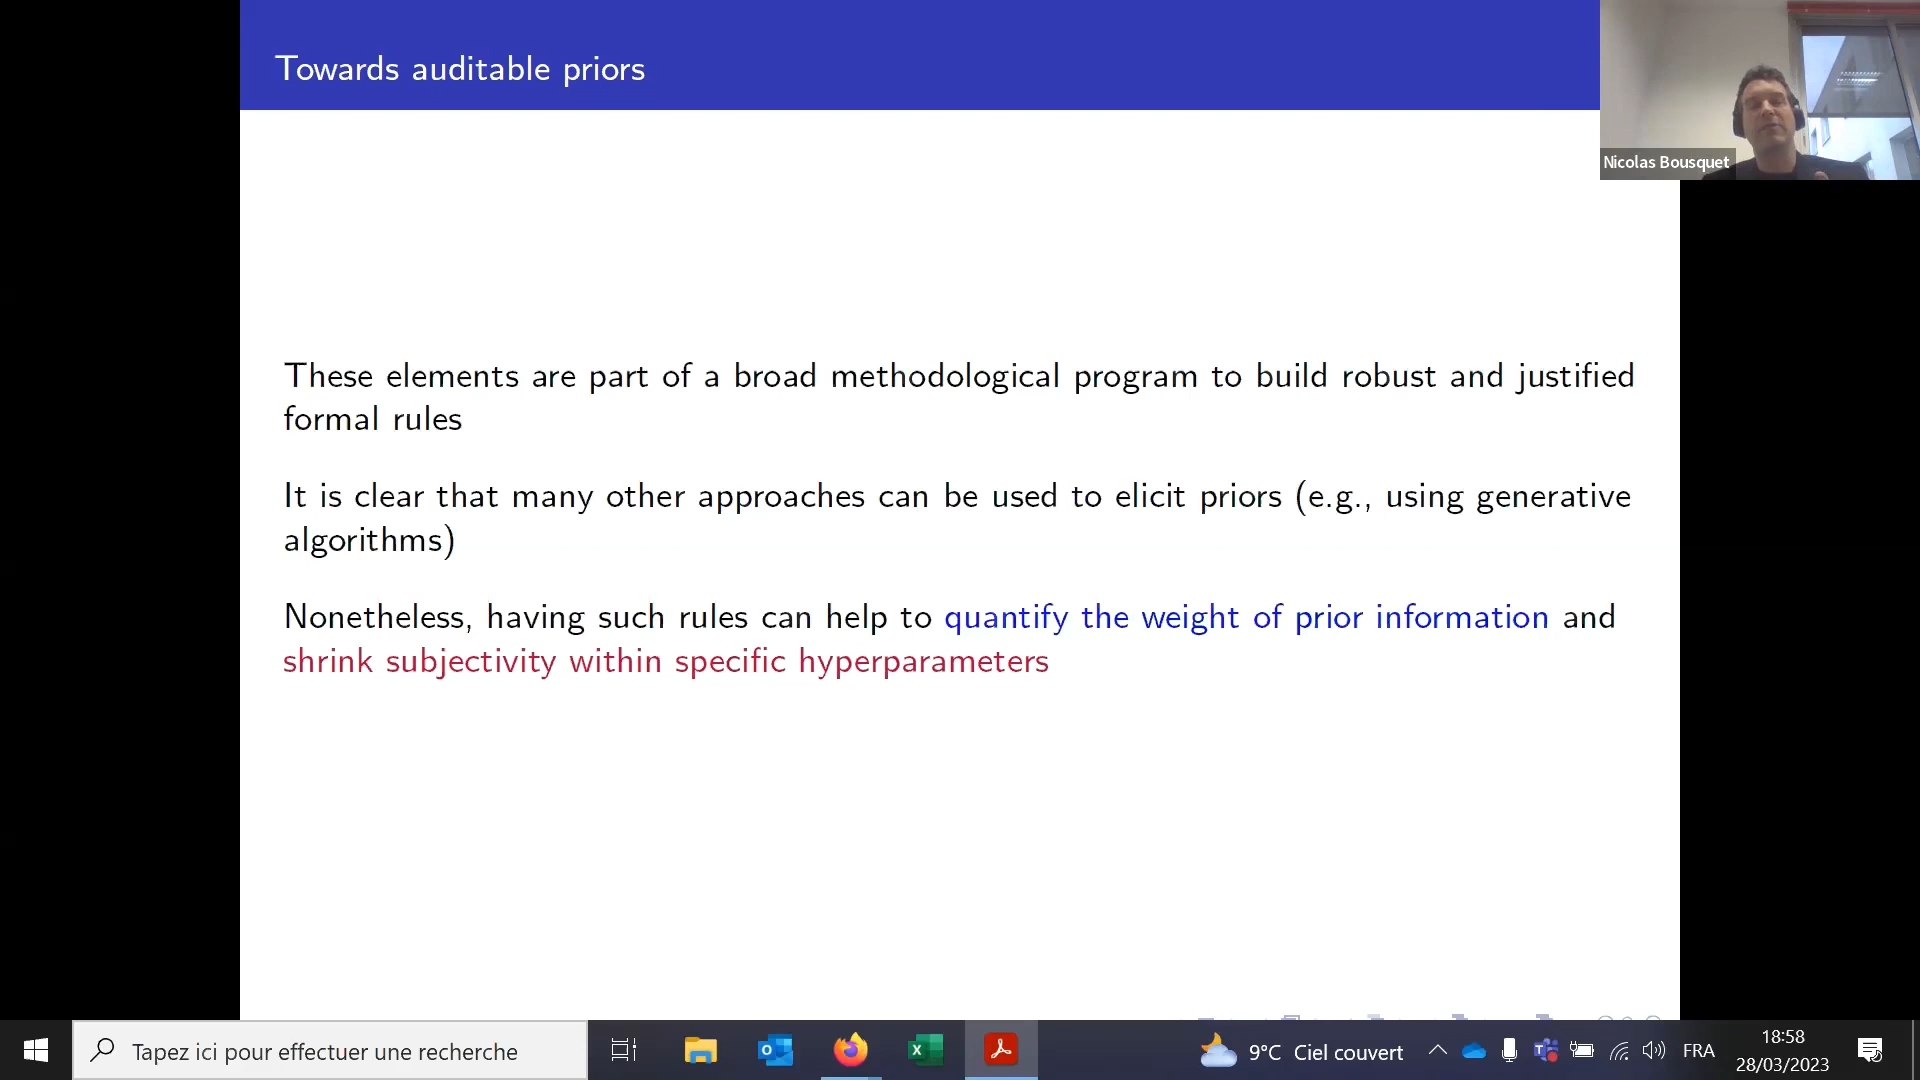 Towards auditable priors
Nicolas Bousquet
These elements are part of a broad methodological program to build robust and justified
formal rules
It is clear that many other approaches can be used to elicit priors (e.g., using generative
algorithms)
Nonetheless, having such rules can help to quantify the weight of prior information and
shrink subjectivity within specific hyperparameters
Tapez ici pour effectuer une recherche
9°C Ciel couvert
FRA
18:58
28/03/2023